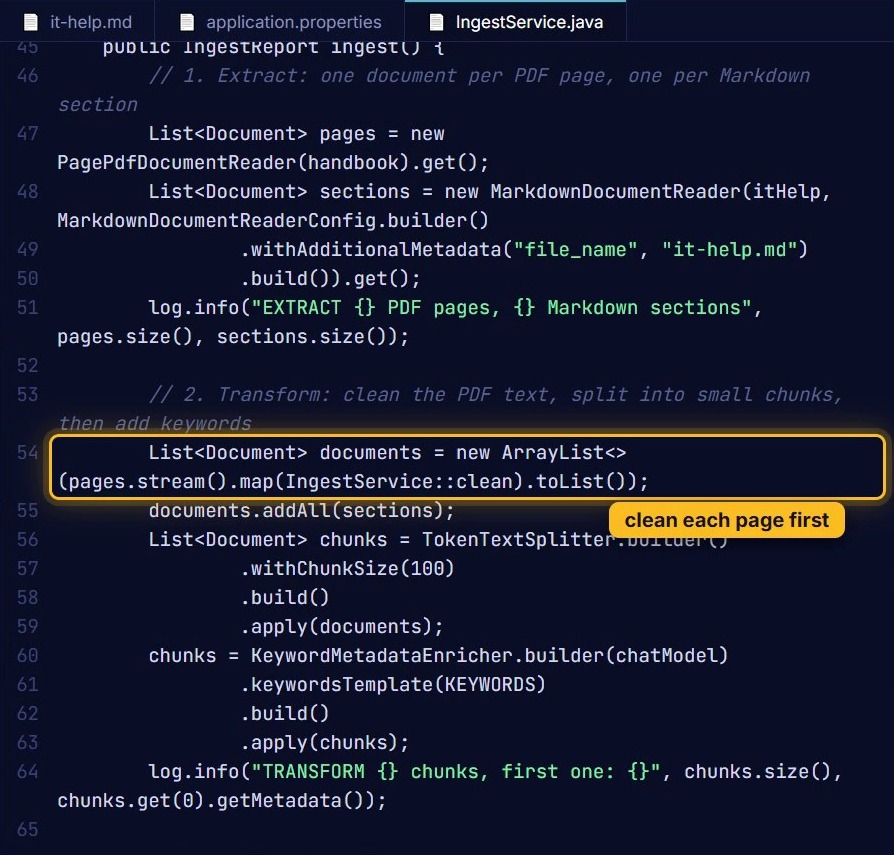 it-help.md application.properties IngestService.java
45 public IngestReport ingest() {
46 // 1. Extract: one document per PDF page, one per Markdown
section
47 List<Document> pages = new
PagePdfDocumentReader(handbook).get();
48 List<Document> sections = new MarkdownDocumentReader(itHelp,
MarkdownDocumentReaderConfig.builder()
49 .withAdditionalMetadata("file_name", "it-help.md")
50 .build()).get();
51 log.info("EXTRACT {} PDF pages, {} Markdown sections",
pages.size(), sections.size());
52
53 // 2. Transform: clean the PDF text, split into small chunks,
then add keywords
54 List<Document> documents = new ArrayList<>
(pages.stream().map(IngestService::clean).toList());
55 documents.addAll(sections);
clean each page first
56 List<Document> chunks = TokenTextSplitter.builder()
57 .withChunkSize(100)
58 .build()
59 .apply(documents);
60 chunks = KeywordMetadataEnricher.builder(chatModel)
61 .keywordsTemplate(KEYWORDS)
62 .build()
63 .apply(chunks);
64 log.info("TRANSFORM {} chunks, first one: {}", chunks.size(),
chunks.get(0).getMetadata());
65